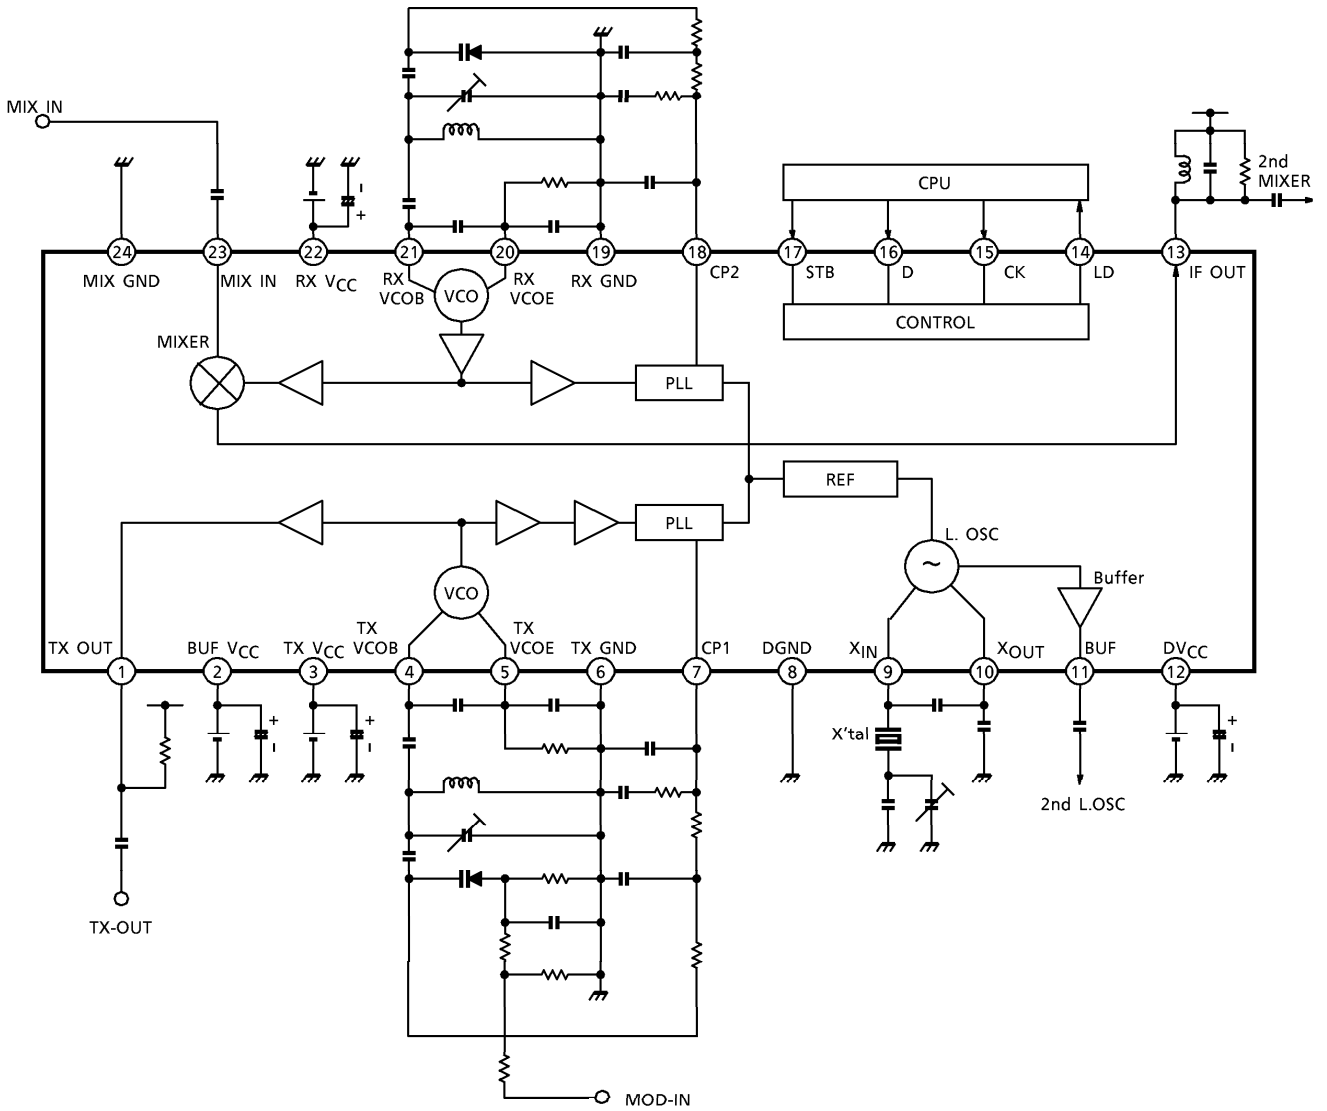 MIX IN
CPU
2nd
MIXER
24
23
22
21
20
19
18
17
16
15
14
13
MIX GND
MIX IN
RX VCC
RX
VCOB
VCO
RX
VCOE
RX GND
CP2
STB
D
CK
LD
IF OUT
CONTROL
MIXER
PLL
REF
PLL
L. OSC
~
Buffer
VCO
TX OUT
BUF VCC
TX VCC
TX
VCOB
TX
VCOE
TX GND
CP1
DGND
XIN
XOUT
BUF
DVCC
1
2
3
4
5
6
7
8
9
10
11
12
+
+
+
+
X'tal
2nd L.OSC
TX-OUT
MOD-IN